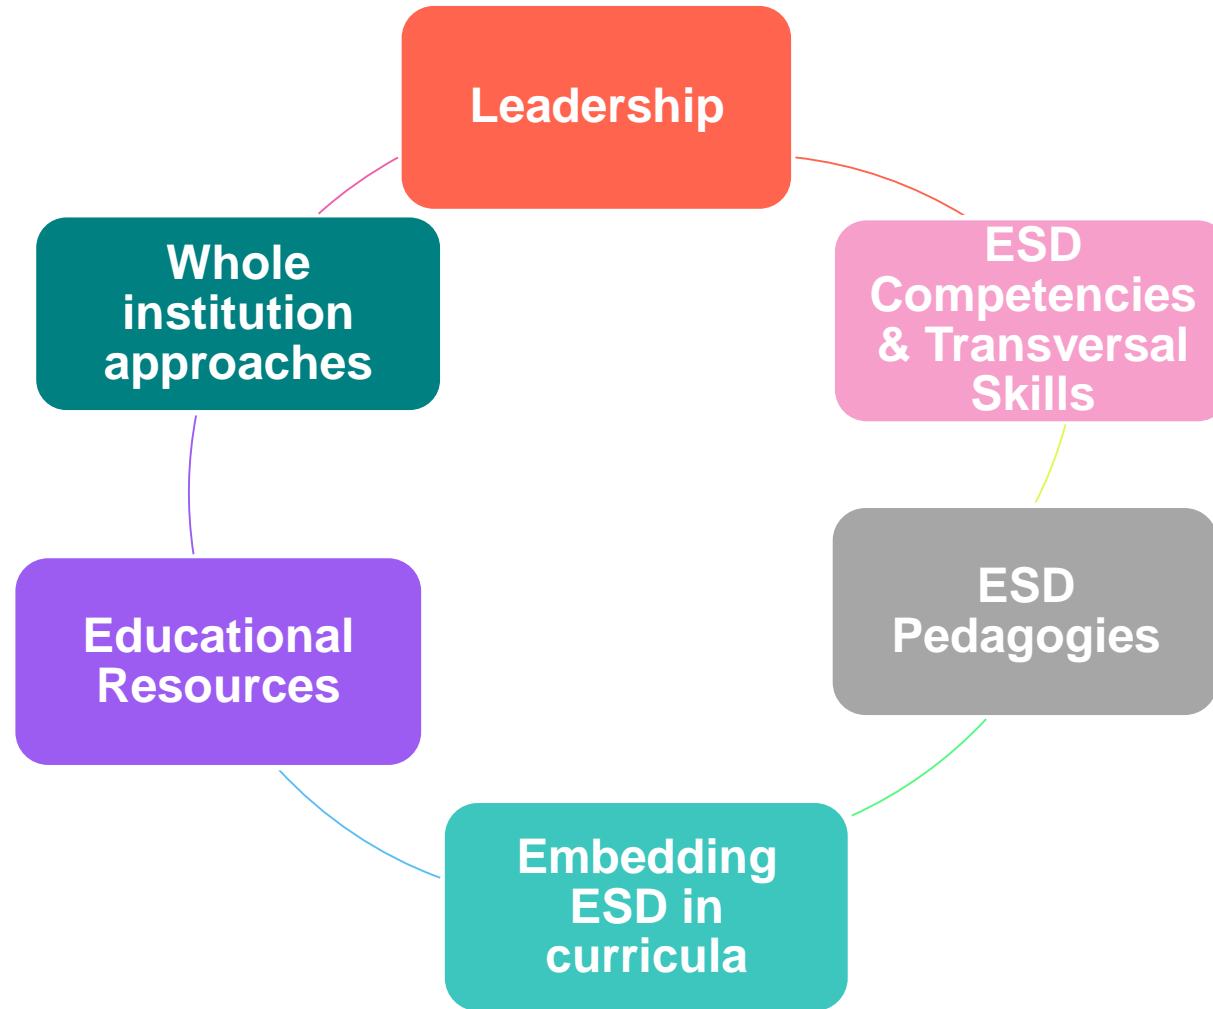 Leadership
ESD
Competencies
& Transversal
Skills
ESD
Pedagogies
Embedding
ESD in
curricula
Educational
Resources
Whole
institution
approaches